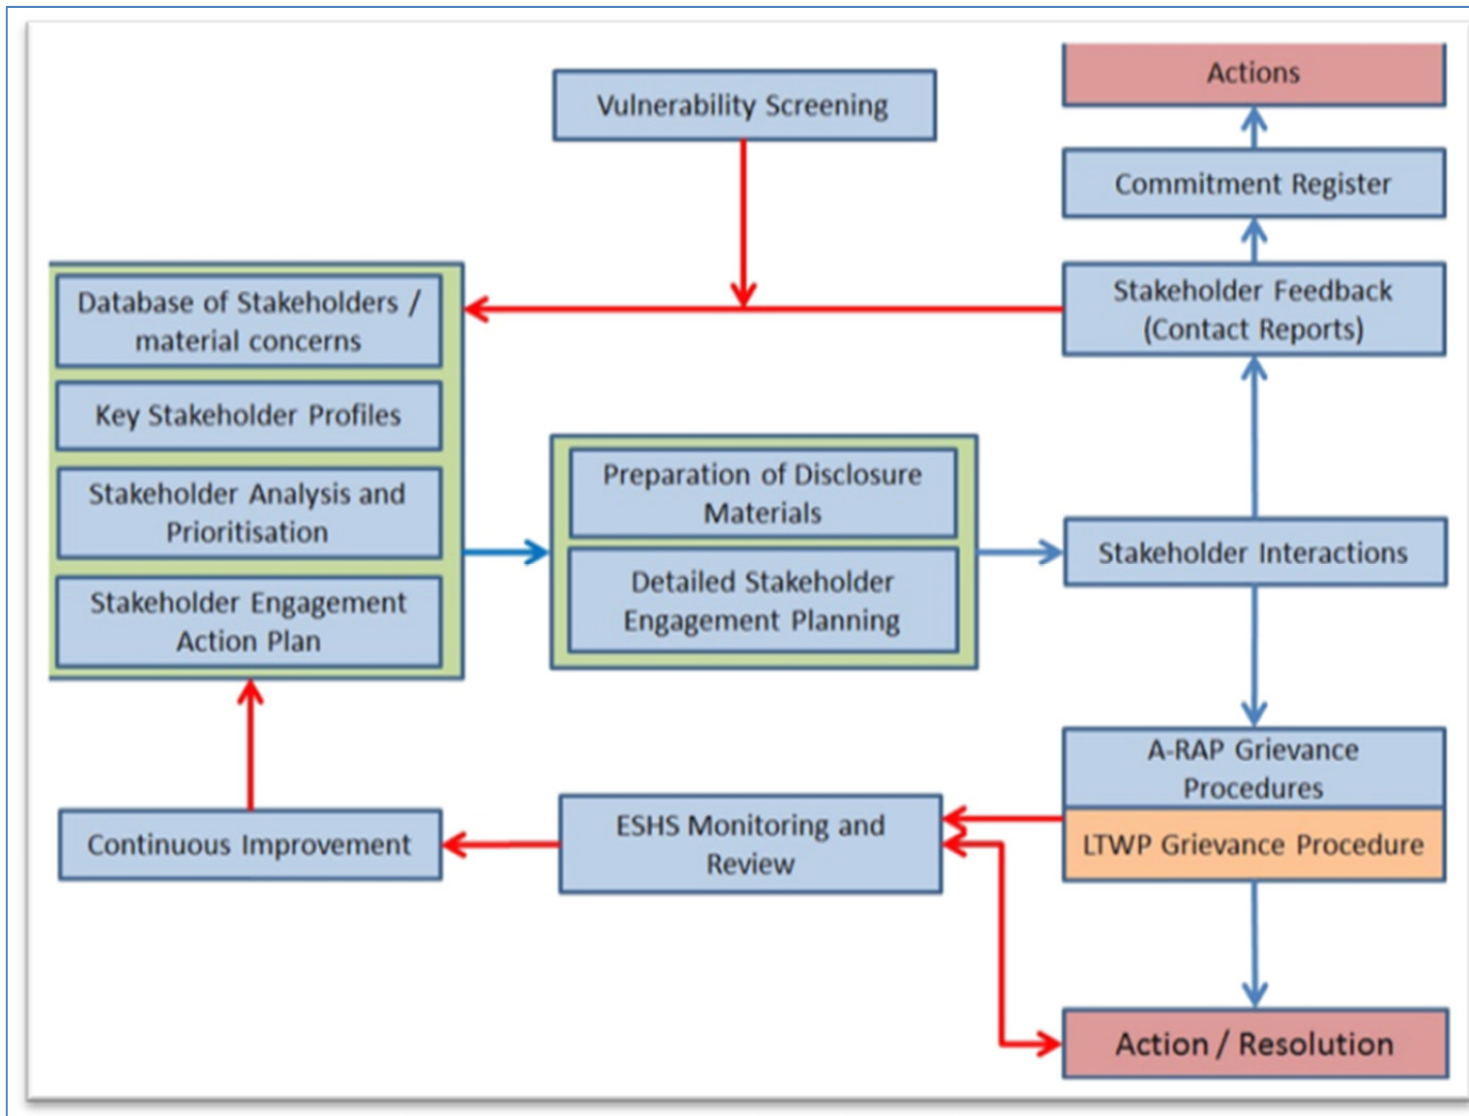 Actions
Vulnerability Screening
Commitment Register
Database of Stakeholders /
material concerns
Stakeholder Feedback
(Contact Reports)
Key Stakeholder Profiles
Stakeholder Analysis and
Prioritisation
Preparation of Disclosure
Materials
Stakeholder Interactions
Stakeholder Engagement
Action Plan
Detailed Stakeholder
Engagement Planning
A-RAP Grievance
Procedures
Continuous Improvement
ESHS Monitoring and
Review
LTWP Grievance Procedure
Action / Resolution